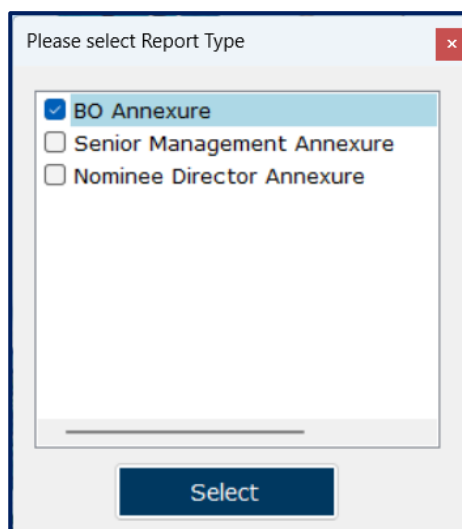 Please select Report Type
BO Annexure
Senior Management Annexure
Nominee Director Annexure
Select